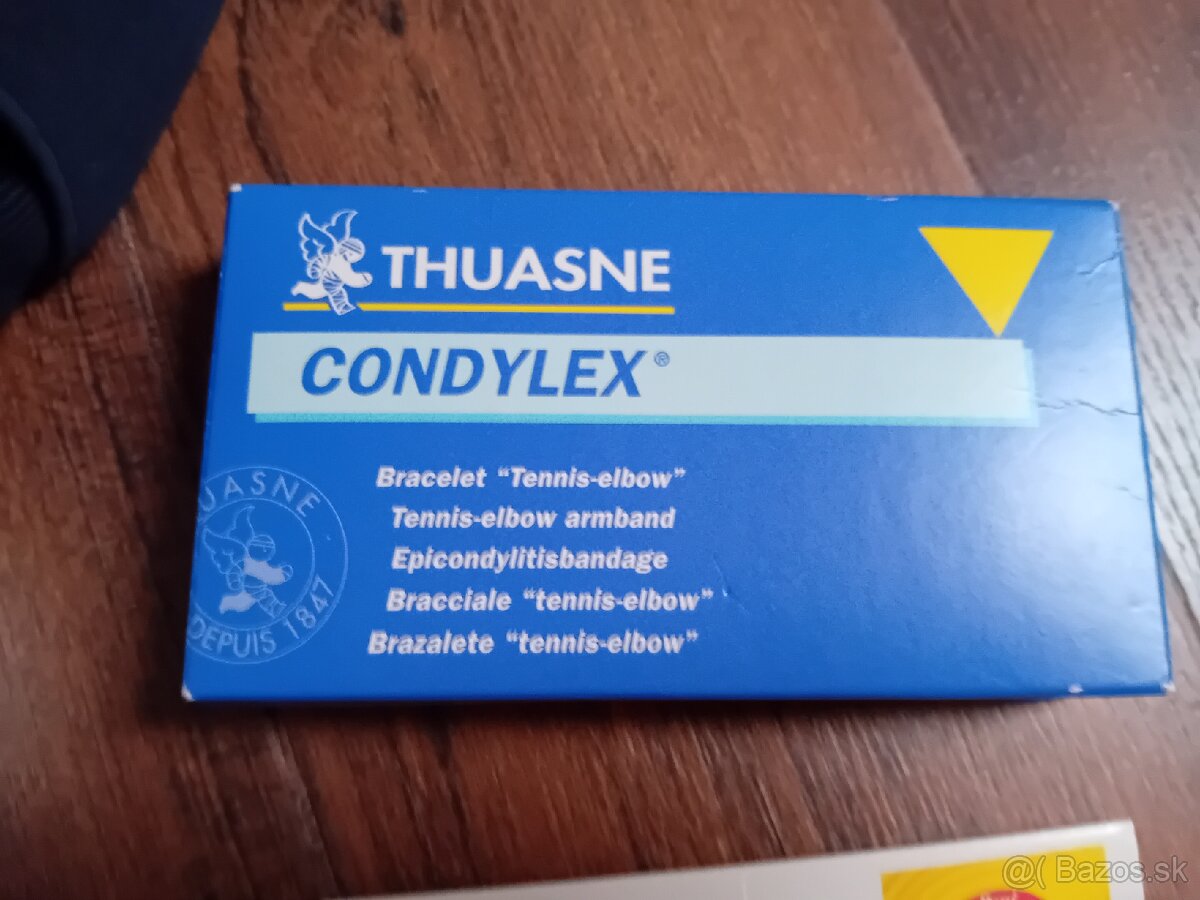 THUASNE
CONDYLEX®
Bracelet “Tennis-elbow”
Tennis-elbow armband
Epicondylitisbandage
Bracciale “tennis-elbow”
Brazalete “tennis-elbow”
UASNE
DEPUIS 1847
@( Bazos.sk